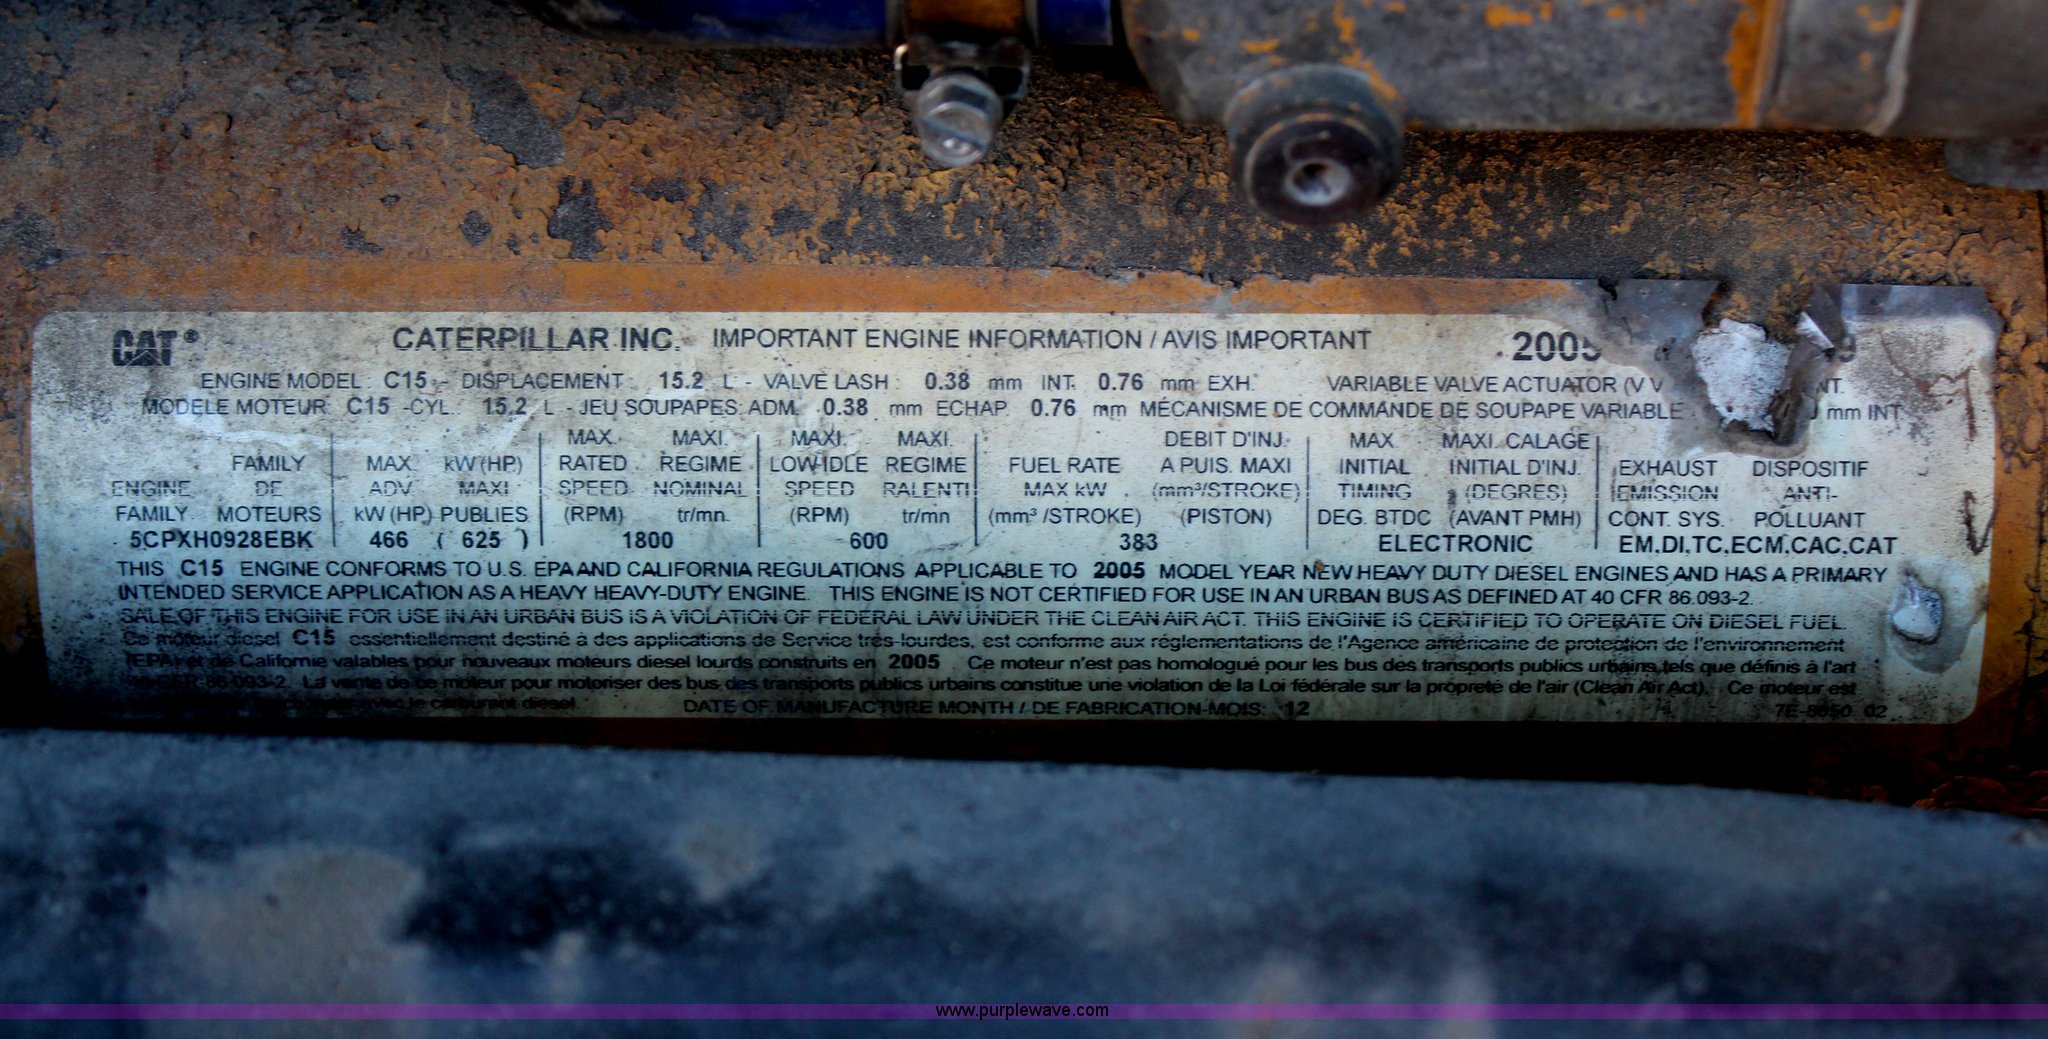 CAT® CATERPILLAR INC. IMPORTANT ENGINE INFORMATION / AVIS IMPORTANT 2005
ENGINE MODEL: C15 - DISPLACEMENT: 15.2 L - VALVE LASH: 0.38 mm INT. 0.76 mm EXH. VARIABLE VALVE ACTUATOR (V V
MODELE MOTEUR C15 -CYL. 15.2 L - JEU SOUPAPES: ADM. 0.38 mm ECHAP. 0.76 mm MÉCANISME DE COMMANDE DE SOUPAPE VARIABLE mm INT.
MAX. MAXI. MAXI. MAXI. DEBIT D'INJ. MAX. MAXI. CALAGE
FAMILY MAX. kW (HP) RATED REGIME LOW IDLE REGIME FUEL RATE A PUIS. MAXI INITIAL INITIAL D'INJ. EXHAUST DISPOSITIF
ENGINE DE ADV MAXI SPEED NOMINAL SPEED RALENTI MAX kW (mm³/STROKE) TIMING (DEGRES) EMISSION ANTI-
FAMILY MOTEURS kW (HP) PUBLIES (RPM) tr/mn. (RPM) tr/mn (mm³ /STROKE) (PISTON) DEG. BTDC (AVANT PMH) CONT. SYS. POLLUANT
5CPXH0928EBK 466 ( 625 ) 1800 600 383 ELECTRONIC EM,DI,TC,ECM,CAC,CAT
THIS C15 ENGINE CONFORMS TO U.S. EPA AND CALIFORNIA REGULATIONS APPLICABLE TO 2005 MODEL YEAR NEW HEAVY DUTY DIESEL ENGINES AND HAS A PRIMARY
INTENDED SERVICE APPLICATION AS A HEAVY HEAVY-DUTY ENGINE. THIS ENGINE IS NOT CERTIFIED FOR USE IN AN URBAN BUS AS DEFINED AT 40 CFR 86.093-2.
SALE OF THIS ENGINE FOR USE IN AN URBAN BUS IS A VIOLATION OF FEDERAL LAW UNDER THE CLEAN AIR ACT. THIS ENGINE IS CERTIFIED TO OPERATE ON DIESEL FUEL.
Ce moteur diesel C15 essentiellement destiné à des applications de Service très-lourdes, est conforme aux réglementations de l'Agence américaine de protection de l'environnement
(EPA) et de Californie valables pour nouveaux moteurs diesel lourds construits en 2005 Ce moteur n'est pas homologué pour les bus des transports publics urbains tels que définis à l'art
40 CFR 86 093-2. La vente de ce moteur pour motoriser des bus des transports publics urbains constitue une violation de la Loi fédérale sur la propreté de l'air (Clean Air Act). Ce moteur est
avec le carburant diesel. DATE OF MANUFACTURE MONTH / DE FABRICATION-MOIS: 12 7E-8050 02
www.purplewave.com